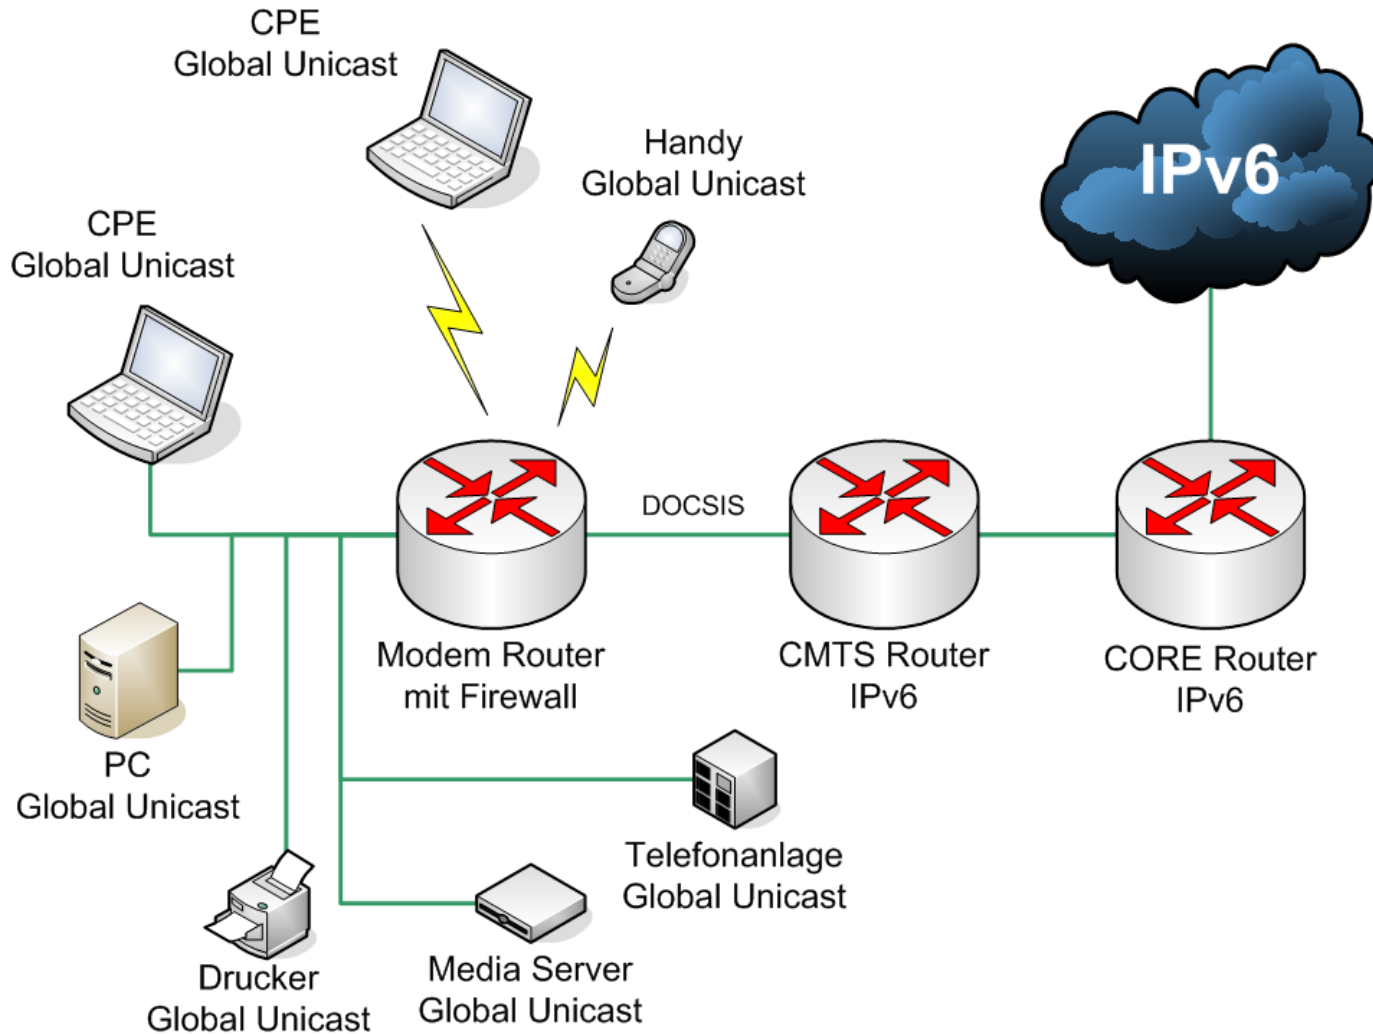 CPE
Global Unicast
Handy
Global Unicast
IPv6
CPE
Global Unicast
DOCSIS
Modem Router
mit Firewall
CMTS Router
IPv6
CORE Router
IPv6
PC
Global Unicast
Telefonanlage
Global Unicast
Drucker
Global Unicast
Media Server
Global Unicast